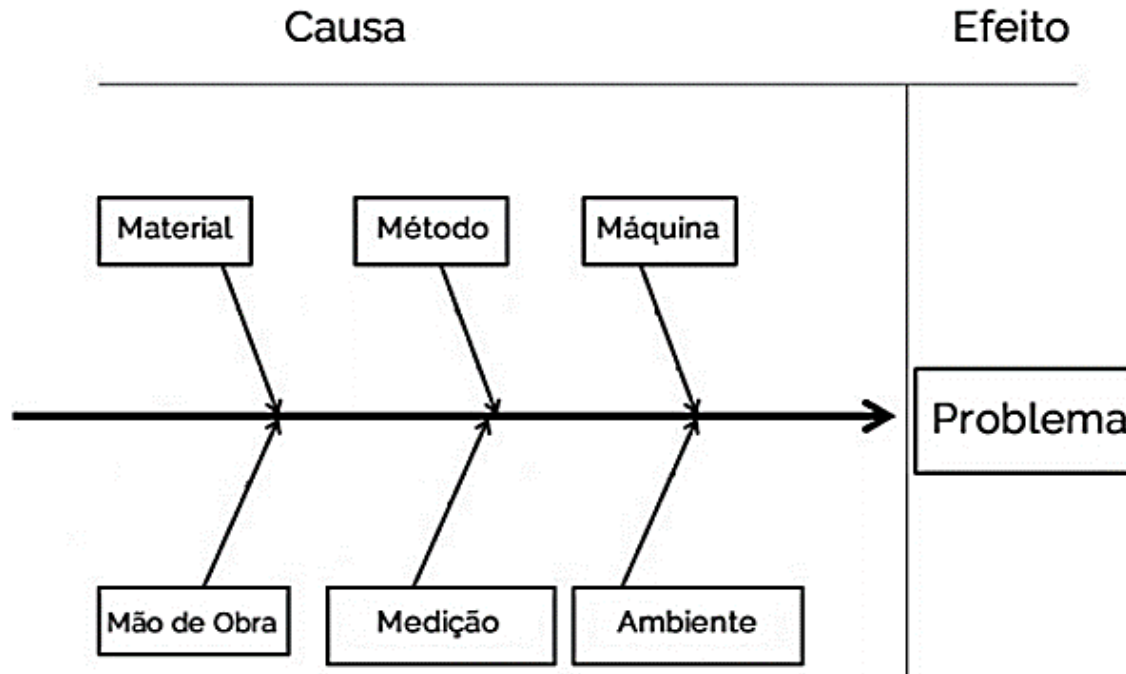 Causa
Efeito
Material
Método
Máquina
Problema
Mão de Obra
Medição
Ambiente